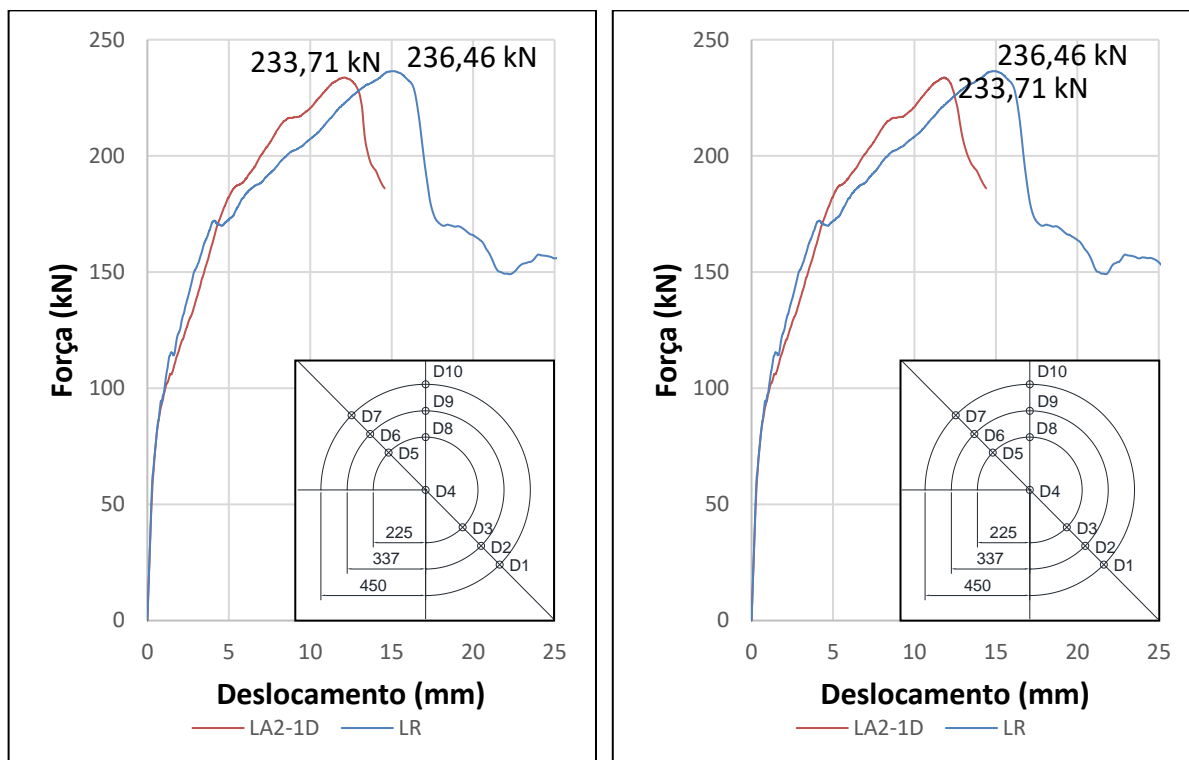 250
200
150
100
50
0
Força (kN)
233,71 kN
236,46 kN
D10
D9
D8
D7
D6
D5
D4
D3
D2
D1
225
337
450
0 5 10 15 20 25
Deslocamento (mm)
LA2-1D LR
250
200
150
100
50
0
Força (kN)
236,46 kN
233,71 kN
D10
D9
D8
D7
D6
D5
D4
D3
D2
D1
225
337
450
0 5 10 15 20 25
Deslocamento (mm)
LA2-1D LR